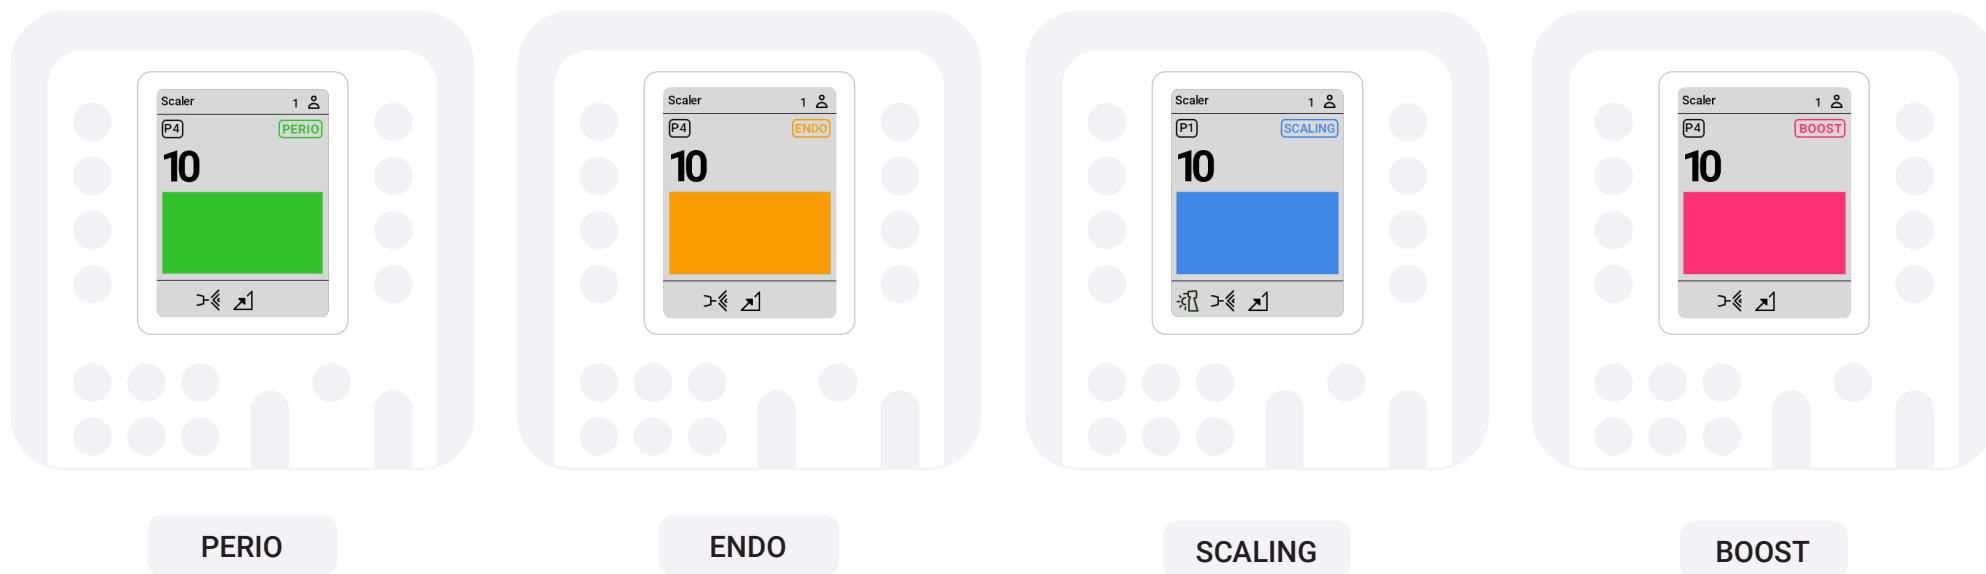 Scaler 1
P4 PERIO
10
PERIO
Scaler 1
P4 ENDO
10
ENDO
Scaler 1
P1 SCALING
10
SCALING
Scaler 1
P4 BOOST
10
BOOST